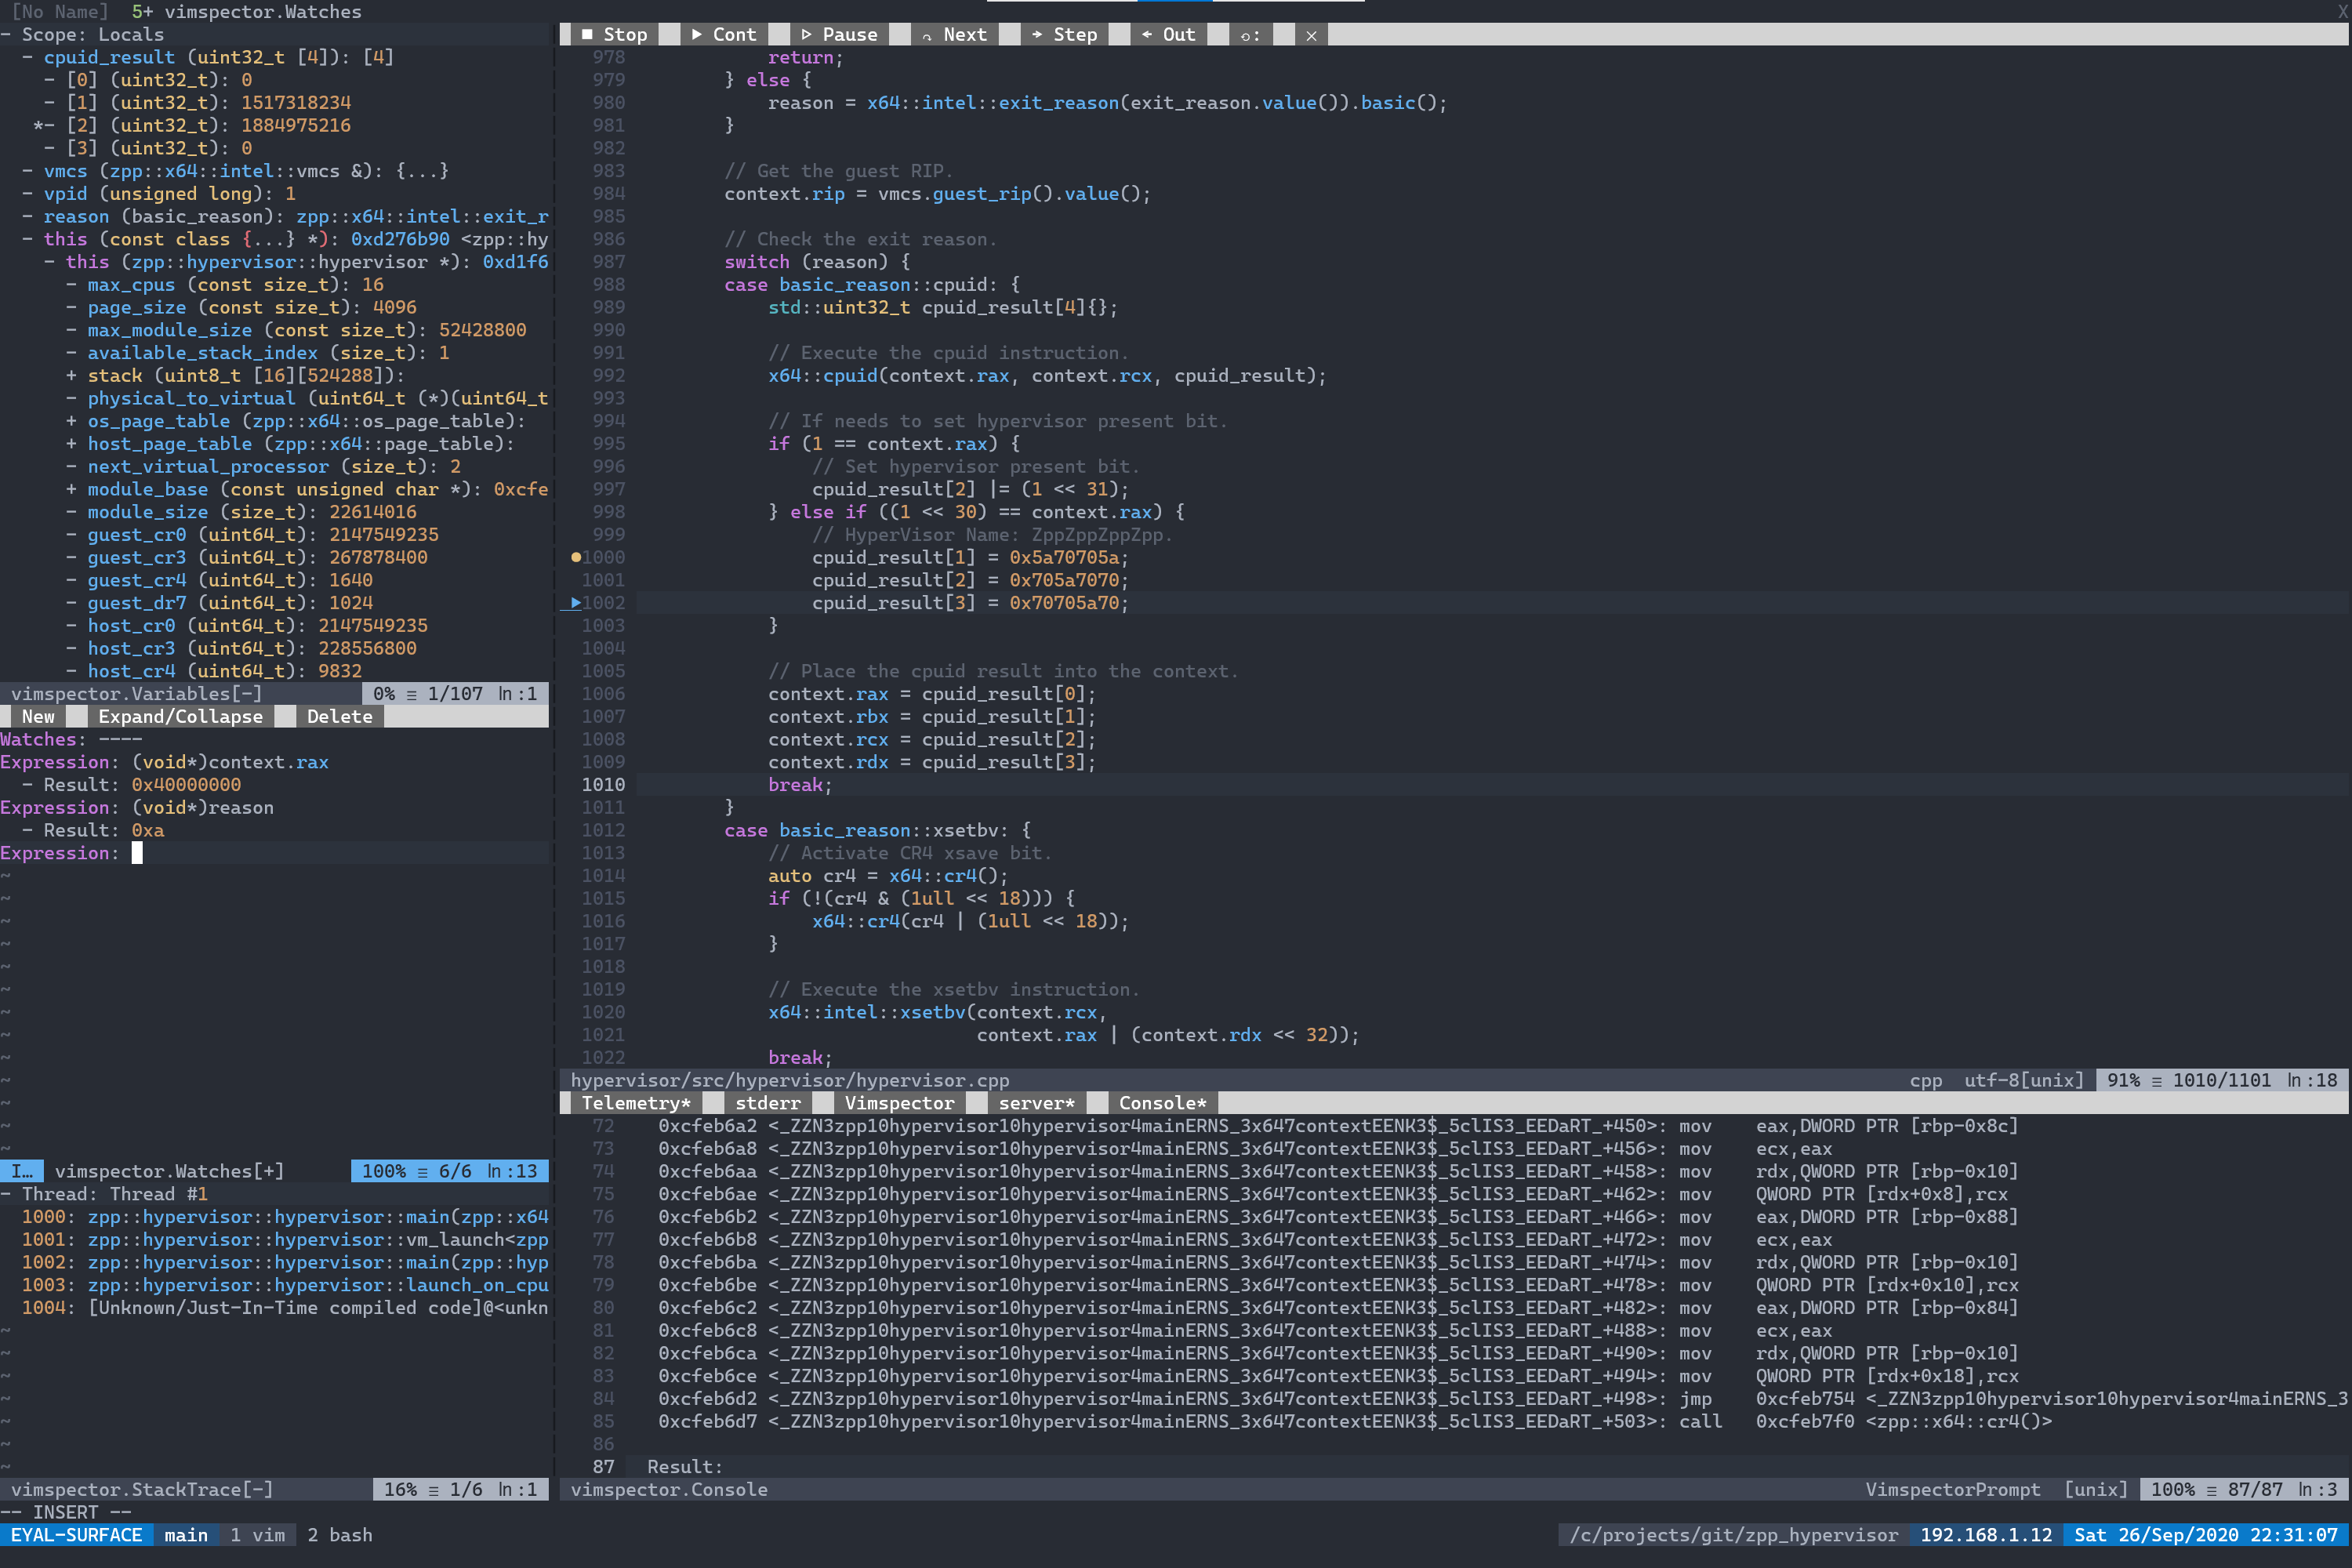 [No Name]  5+ vimspector.Watches X
- Scope: Locals
  - cpuid_result (uint32_t [4]): [4]
    - [0] (uint32_t): 0
    - [1] (uint32_t): 1517318234
   *- [2] (uint32_t): 1884975216
    - [3] (uint32_t): 0
  - vmcs (zpp::x64::intel::vmcs &): {...}
  - vpid (unsigned long): 1
  - reason (basic_reason): zpp::x64::intel::exit_r
  - this (const class {...} *): 0xd276b90 <zpp::hy
    - this (zpp::hypervisor::hypervisor *): 0xd1f6
      - max_cpus (const size_t): 16
      - page_size (const size_t): 4096
      - max_module_size (const size_t): 52428800
      - available_stack_index (size_t): 1
      + stack (uint8_t [16][524288]):
      - physical_to_virtual (uint64_t (*)(uint64_t
      + os_page_table (zpp::x64::os_page_table):
      + host_page_table (zpp::x64::page_table):
      - next_virtual_processor (size_t): 2
      + module_base (const unsigned char *): 0xcfe
      - module_size (size_t): 22614016
      - guest_cr0 (uint64_t): 2147549235
      - guest_cr3 (uint64_t): 267878400
      - guest_cr4 (uint64_t): 1640
      - guest_dr7 (uint64_t): 1024
      - host_cr0 (uint64_t): 2147549235
      - host_cr3 (uint64_t): 228556800
      - host_cr4 (uint64_t): 9832
vimspector.Variables[-] 0% ≡ 1/107 ln:1
New Expand/Collapse Delete
Watches: ----
Expression: (void*)context.rax
  - Result: 0x40000000
Expression: (void*)reason
  - Result: 0xa
Expression:
~
~
~
~
~
~
~
~
~
~
~
~
~
I… vimspector.Watches[+] 100% ≡ 6/6 ln:13
- Thread: Thread #1
  1000: zpp::hypervisor::hypervisor::main(zpp::x64
  1001: zpp::hypervisor::hypervisor::vm_launch<zpp
  1002: zpp::hypervisor::hypervisor::main(zpp::hyp
  1003: zpp::hypervisor::hypervisor::launch_on_cpu
  1004: [Unknown/Just-In-Time compiled code]@<unkn
~
~
~
~
~
~
~
vimspector.StackTrace[-] 16% ≡ 1/6 ln:1
■ Stop ▶ Cont ▷ Pause ↷ Next → Step ← Out ⟲: ✕
978             return;
979         } else {
980             reason = x64::intel::exit_reason(exit_reason.value()).basic();
981         }
982
983         // Get the guest RIP.
984         context.rip = vmcs.guest_rip().value();
985
986         // Check the exit reason.
987         switch (reason) {
988         case basic_reason::cpuid: {
989             std::uint32_t cpuid_result[4]{};
990
991             // Execute the cpuid instruction.
992             x64::cpuid(context.rax, context.rcx, cpuid_result);
993
994             // If needs to set hypervisor present bit.
995             if (1 == context.rax) {
996                 // Set hypervisor present bit.
997                 cpuid_result[2] |= (1 << 31);
998             } else if ((1 << 30) == context.rax) {
999                 // HyperVisor Name: ZppZppZppZpp.
●1000                 cpuid_result[1] = 0x5a70705a;
1001                 cpuid_result[2] = 0x705a7070;
▶1002                 cpuid_result[3] = 0x70705a70;
1003             }
1004
1005             // Place the cpuid result into the context.
1006             context.rax = cpuid_result[0];
1007             context.rbx = cpuid_result[1];
1008             context.rcx = cpuid_result[2];
1009             context.rdx = cpuid_result[3];
1010             break;
1011         }
1012         case basic_reason::xsetbv: {
1013             // Activate CR4 xsave bit.
1014             auto cr4 = x64::cr4();
1015             if (!(cr4 & (1ull << 18))) {
1016                 x64::cr4(cr4 | (1ull << 18));
1017             }
1018
1019             // Execute the xsetbv instruction.
1020             x64::intel::xsetbv(context.rcx,
1021                                context.rax | (context.rdx << 32));
1022             break;
hypervisor/src/hypervisor/hypervisor.cpp cpp utf-8[unix] 91% ≡ 1010/1101 ln:18
Telemetry* stderr Vimspector server* Console*
72    0xcfeb6a2 <_ZZN3zpp10hypervisor10hypervisor4mainERNS_3x647contextEENK3$_5clIS3_EEDaRT_+450>: mov    eax,DWORD PTR [rbp-0x8c]
73    0xcfeb6a8 <_ZZN3zpp10hypervisor10hypervisor4mainERNS_3x647contextEENK3$_5clIS3_EEDaRT_+456>: mov    ecx,eax
74    0xcfeb6aa <_ZZN3zpp10hypervisor10hypervisor4mainERNS_3x647contextEENK3$_5clIS3_EEDaRT_+458>: mov    rdx,QWORD PTR [rbp-0x10]
75    0xcfeb6ae <_ZZN3zpp10hypervisor10hypervisor4mainERNS_3x647contextEENK3$_5clIS3_EEDaRT_+462>: mov    QWORD PTR [rdx+0x8],rcx
76    0xcfeb6b2 <_ZZN3zpp10hypervisor10hypervisor4mainERNS_3x647contextEENK3$_5clIS3_EEDaRT_+466>: mov    eax,DWORD PTR [rbp-0x88]
77    0xcfeb6b8 <_ZZN3zpp10hypervisor10hypervisor4mainERNS_3x647contextEENK3$_5clIS3_EEDaRT_+472>: mov    ecx,eax
78    0xcfeb6ba <_ZZN3zpp10hypervisor10hypervisor4mainERNS_3x647contextEENK3$_5clIS3_EEDaRT_+474>: mov    rdx,QWORD PTR [rbp-0x10]
79    0xcfeb6be <_ZZN3zpp10hypervisor10hypervisor4mainERNS_3x647contextEENK3$_5clIS3_EEDaRT_+478>: mov    QWORD PTR [rdx+0x10],rcx
80    0xcfeb6c2 <_ZZN3zpp10hypervisor10hypervisor4mainERNS_3x647contextEENK3$_5clIS3_EEDaRT_+482>: mov    eax,DWORD PTR [rbp-0x84]
81    0xcfeb6c8 <_ZZN3zpp10hypervisor10hypervisor4mainERNS_3x647contextEENK3$_5clIS3_EEDaRT_+488>: mov    ecx,eax
82    0xcfeb6ca <_ZZN3zpp10hypervisor10hypervisor4mainERNS_3x647contextEENK3$_5clIS3_EEDaRT_+490>: mov    rdx,QWORD PTR [rbp-0x10]
83    0xcfeb6ce <_ZZN3zpp10hypervisor10hypervisor4mainERNS_3x647contextEENK3$_5clIS3_EEDaRT_+494>: mov    QWORD PTR [rdx+0x18],rcx
84    0xcfeb6d2 <_ZZN3zpp10hypervisor10hypervisor4mainERNS_3x647contextEENK3$_5clIS3_EEDaRT_+498>: jmp    0xcfeb754 <_ZZN3zpp10hypervisor10hypervisor4mainERNS_3
85    0xcfeb6d7 <_ZZN3zpp10hypervisor10hypervisor4mainERNS_3x647contextEENK3$_5clIS3_EEDaRT_+503>: call   0xcfeb7f0 <zpp::x64::cr4()>
86
87   Result:
vimspector.Console VimspectorPrompt [unix] 100% ≡ 87/87 ln:3
-- INSERT --
EYAL-SURFACE main 1 vim 2 bash /c/projects/git/zpp_hypervisor 192.168.1.12 Sat 26/Sep/2020 22:31:07